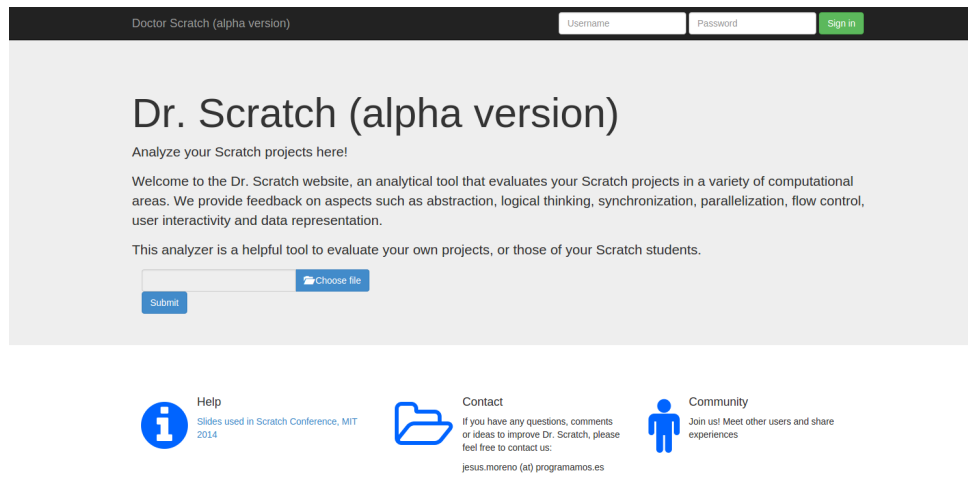 Doctor Scratch (alpha version)
Username
Password
Sign in
Dr. Scratch (alpha version)
Analyze your Scratch projects here!
Welcome to the Dr. Scratch website, an analytical tool that evaluates your Scratch projects in a variety of computational
areas. We provide feedback on aspects such as abstraction, logical thinking, synchronization, parallelization, flow control,
user interactivity and data representation.
This analyzer is a helpful tool to evaluate your own projects, or those of your Scratch students.
Choose file
Submit
Help
Slides used in Scratch Conference, MIT
2014
Contact
If you have any questions, comments
or ideas to improve Dr. Scratch, please
feel free to contact us:
jesus.moreno (at) programamos.es
Community
Join us! Meet other users and share
experiences